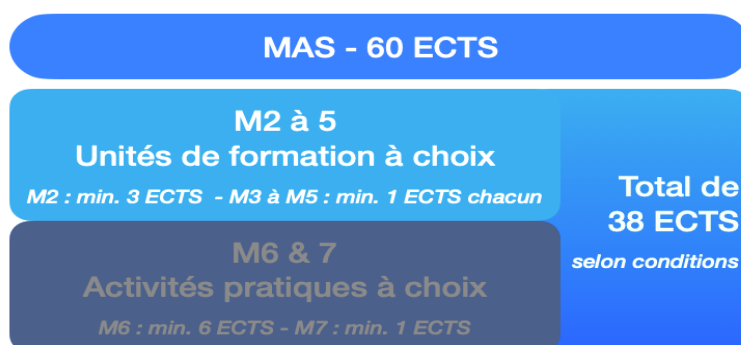 MAS - 60 ECTS
M2 à 5
Unités de formation à choix
M2 : min. 3 ECTS - M3 à M5 : min. 1 ECTS chacun
Total de
38 ECTS
selon conditions
M6 & 7
Activités pratiques à choix
M6 : min. 6 ECTS - M7 : min. 1 ECTS